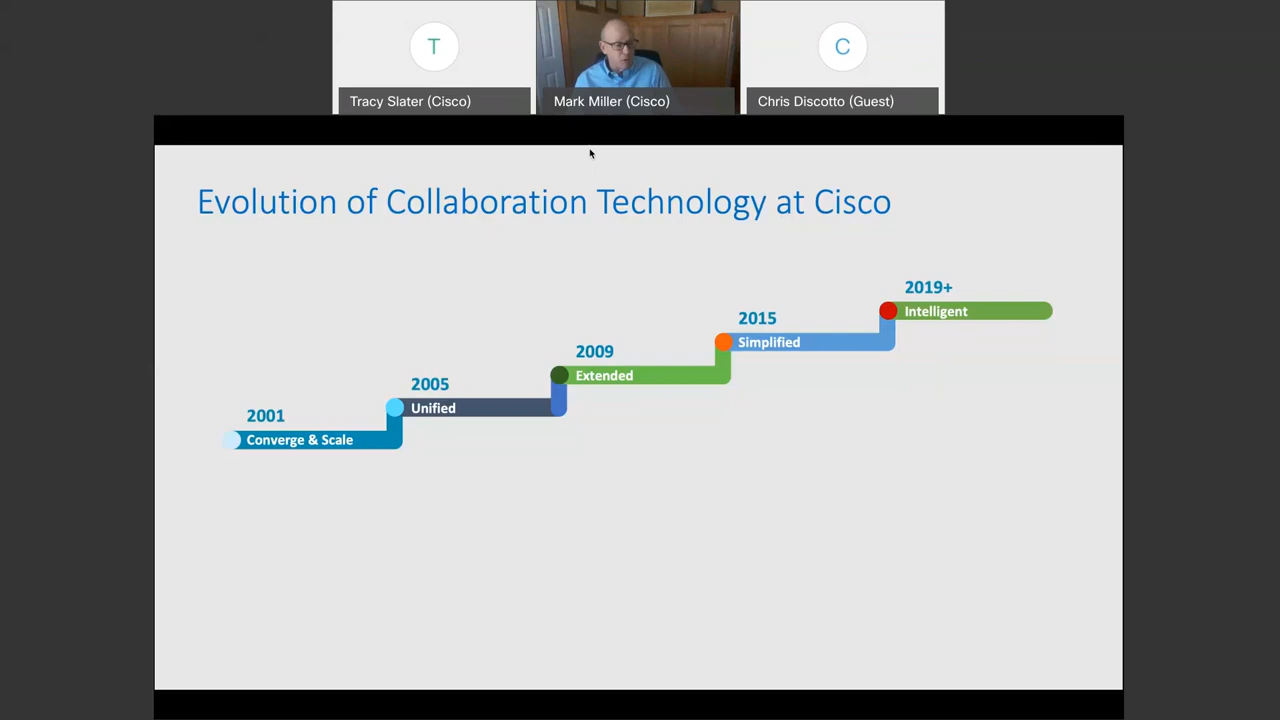 T
C
Tracy Slater (Cisco)
Mark Miller (Cisco)
Chris Discotto (Guest)
Evolution of Collaboration Technology at Cisco
2019+
Intelligent
2015
Simplified
2009
Extended
2005
Unified
2001
Converge & Scale